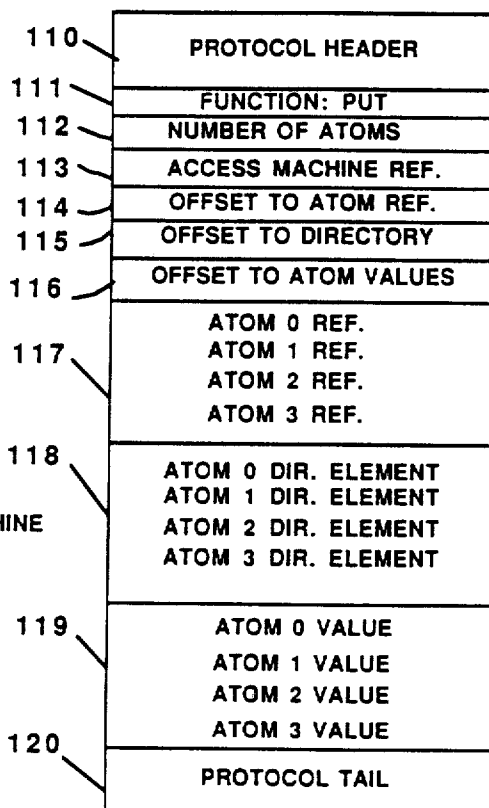 110 PROTOCOL HEADER
111 FUNCTION: PUT
112 NUMBER OF ATOMS
113 ACCESS MACHINE REF.
114 OFFSET TO ATOM REF.
115 OFFSET TO DIRECTORY
116 OFFSET TO ATOM VALUES
117
ATOM 0 REF.
ATOM 1 REF.
ATOM 2 REF.
ATOM 3 REF.
118
ATOM 0 DIR. ELEMENT
ATOM 1 DIR. ELEMENT
ATOM 2 DIR. ELEMENT
ATOM 3 DIR. ELEMENT
HINE
119
ATOM 0 VALUE
ATOM 1 VALUE
ATOM 2 VALUE
ATOM 3 VALUE
120 PROTOCOL TAIL